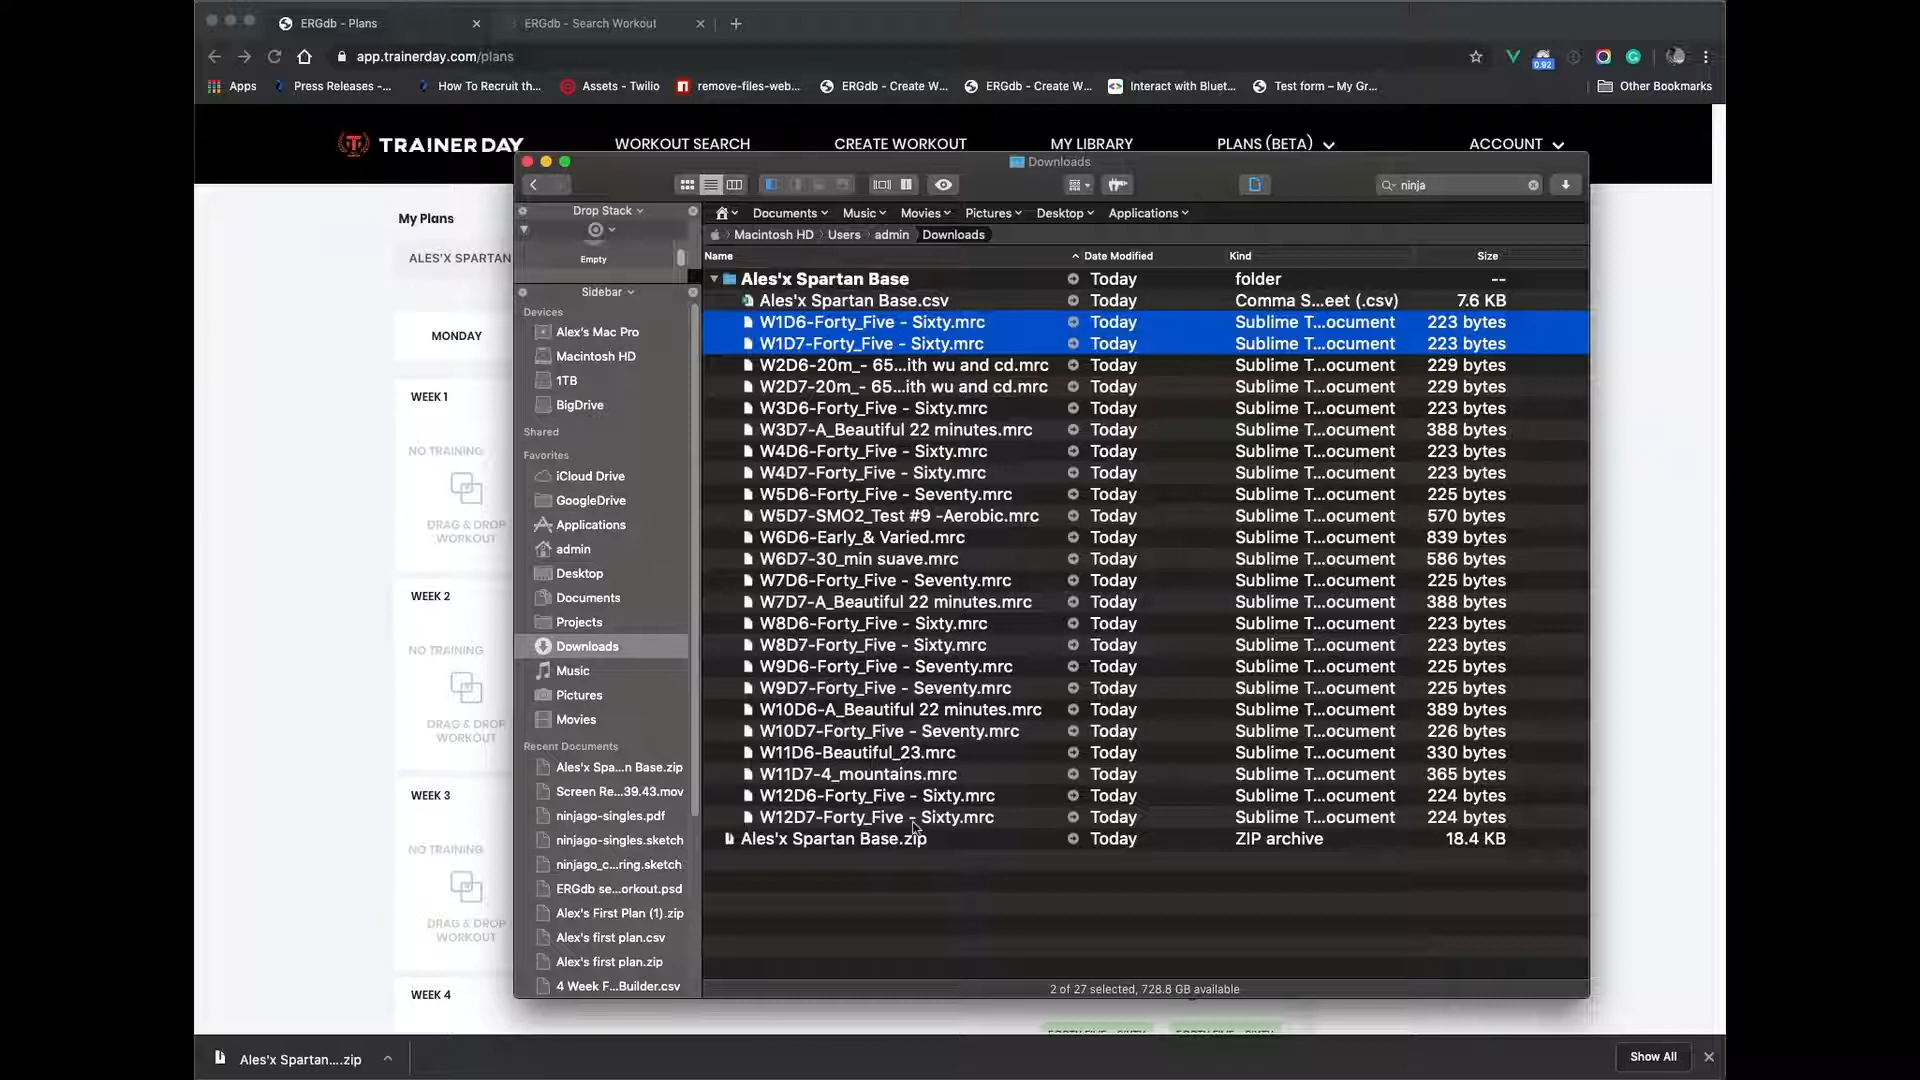 ERGdb - Plans
ERGdb - Search Workout
app.trainerday.com/plans
0.92
Apps
Press Releases -...
How To Recruit th...
Assets - Twilio
remove-files-web...
ERGdb - Create W...
ERGdb - Create W...
Interact with Bluet...
Test form – My Gr...
Other Bookmarks
TRAINERDAY
WORKOUT SEARCH
CREATE WORKOUT
MY LIBRARY
PLANS (BETA)
ACCOUNT
My Plans
ALES'X SPARTAN
MONDAY
WEEK 1
NO TRAINING
DRAG & DROP
WORKOUT
WEEK 2
NO TRAINING
DRAG & DROP
WORKOUT
WEEK 3
NO TRAINING
DRAG & DROP
WORKOUT
WEEK 4
Downloads
ninja
Drop Stack
Empty
Sidebar
Devices
Alex's Mac Pro
Macintosh HD
1TB
BigDrive
Shared
Favorites
iCloud Drive
GoogleDrive
Applications
admin
Desktop
Documents
Projects
Downloads
Music
Pictures
Movies
Recent Documents
Ales'x Spa...n Base.zip
Screen Re...39.43.mov
ninjago-singles.pdf
ninjago-singles.sketch
ninjago_c...ring.sketch
ERGdb se...orkout.psd
Alex's First Plan (1).zip
Alex's first plan.csv
Alex's first plan.zip
4 Week F...Builder.csv
Documents Music Movies Pictures Desktop Applications
Macintosh HD Users admin Downloads
Name Date Modified Kind Size
Ales'x Spartan Base Today folder --
Ales'x Spartan Base.csv Today Comma S...eet (.csv) 7.6 KB
W1D6-Forty_Five - Sixty.mrc Today Sublime T...ocument 223 bytes
W1D7-Forty_Five - Sixty.mrc Today Sublime T...ocument 223 bytes
W2D6-20m_- 65...ith wu and cd.mrc Today Sublime T...ocument 229 bytes
W2D7-20m_- 65...ith wu and cd.mrc Today Sublime T...ocument 229 bytes
W3D6-Forty_Five - Sixty.mrc Today Sublime T...ocument 223 bytes
W3D7-A_Beautiful 22 minutes.mrc Today Sublime T...ocument 388 bytes
W4D6-Forty_Five - Sixty.mrc Today Sublime T...ocument 223 bytes
W4D7-Forty_Five - Sixty.mrc Today Sublime T...ocument 223 bytes
W5D6-Forty_Five - Seventy.mrc Today Sublime T...ocument 225 bytes
W5D7-SMO2_Test #9 -Aerobic.mrc Today Sublime T...ocument 570 bytes
W6D6-Early_& Varied.mrc Today Sublime T...ocument 839 bytes
W6D7-30_min suave.mrc Today Sublime T...ocument 586 bytes
W7D6-Forty_Five - Seventy.mrc Today Sublime T...ocument 225 bytes
W7D7-A_Beautiful 22 minutes.mrc Today Sublime T...ocument 388 bytes
W8D6-Forty_Five - Sixty.mrc Today Sublime T...ocument 223 bytes
W8D7-Forty_Five - Sixty.mrc Today Sublime T...ocument 223 bytes
W9D6-Forty_Five - Seventy.mrc Today Sublime T...ocument 225 bytes
W9D7-Forty_Five - Seventy.mrc Today Sublime T...ocument 225 bytes
W10D6-A_Beautiful 22 minutes.mrc Today Sublime T...ocument 389 bytes
W10D7-Forty_Five - Seventy.mrc Today Sublime T...ocument 226 bytes
W11D6-Beautiful_23.mrc Today Sublime T...ocument 330 bytes
W11D7-4_mountains.mrc Today Sublime T...ocument 365 bytes
W12D6-Forty_Five - Sixty.mrc Today Sublime T...ocument 224 bytes
W12D7-Forty_Five - Sixty.mrc Today Sublime T...ocument 224 bytes
Ales'x Spartan Base.zip Today ZIP archive 18.4 KB
2 of 27 selected, 728.8 GB available
Ales'x Spartan....zip
Show All